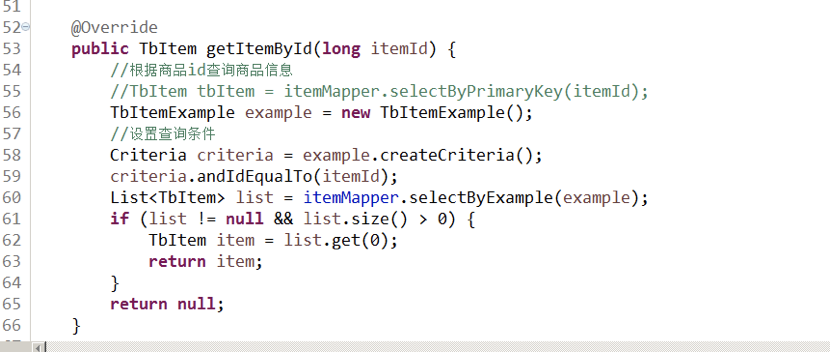 51
52 @Override
53 public TbItem getItemById(long itemId) {
54 //根据商品id查询商品信息
55 //TbItem tbItem = itemMapper.selectByPrimaryKey(itemId);
56 TbItemExample example = new TbItemExample();
57 //设置查询条件
58 Criteria criteria = example.createCriteria();
59 criteria.andIdEqualTo(itemId);
60 List<TbItem> list = itemMapper.selectByExample(example);
61 if (list != null && list.size() > 0) {
62 TbItem item = list.get(0);
63 return item;
64 }
65 return null;
66 }